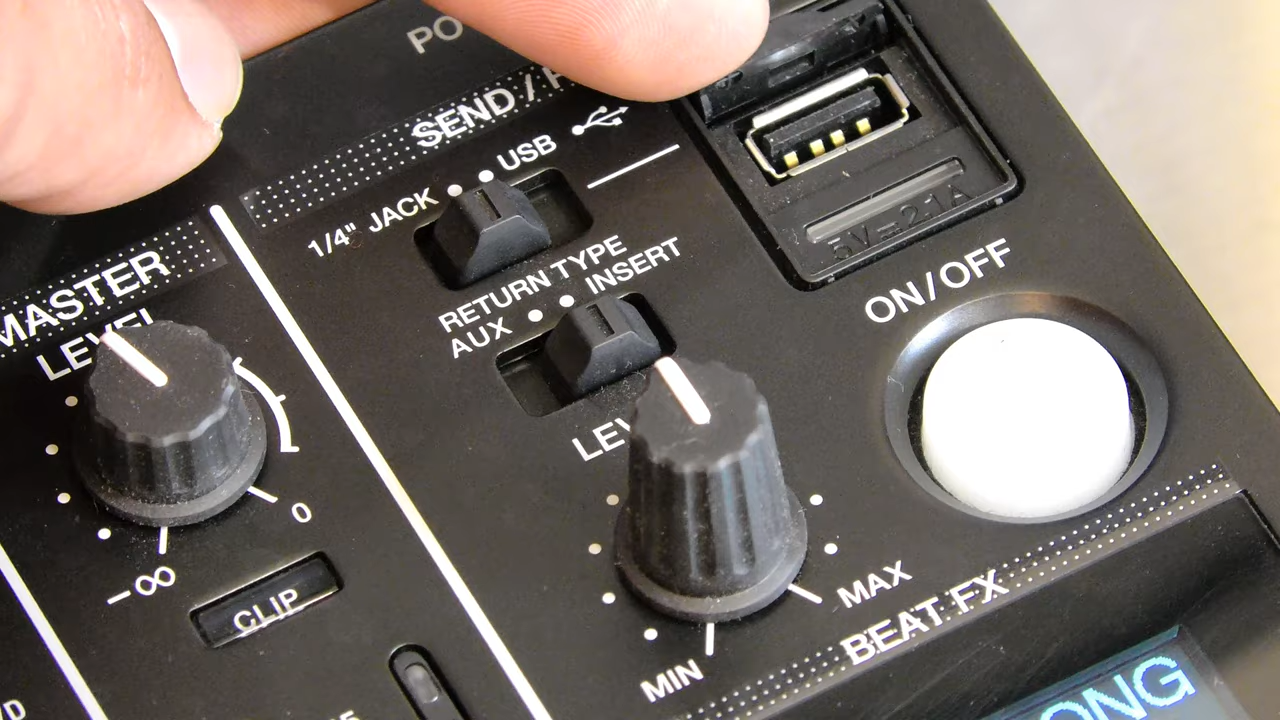 SEND/
USB
1/4" JACK
5V⎓2.1A
RETURN TYPE
AUX
INSERT
ON/OFF
MASTER
LEVEL
0
-∞
CLIP
MAX
MIN
BEAT FX